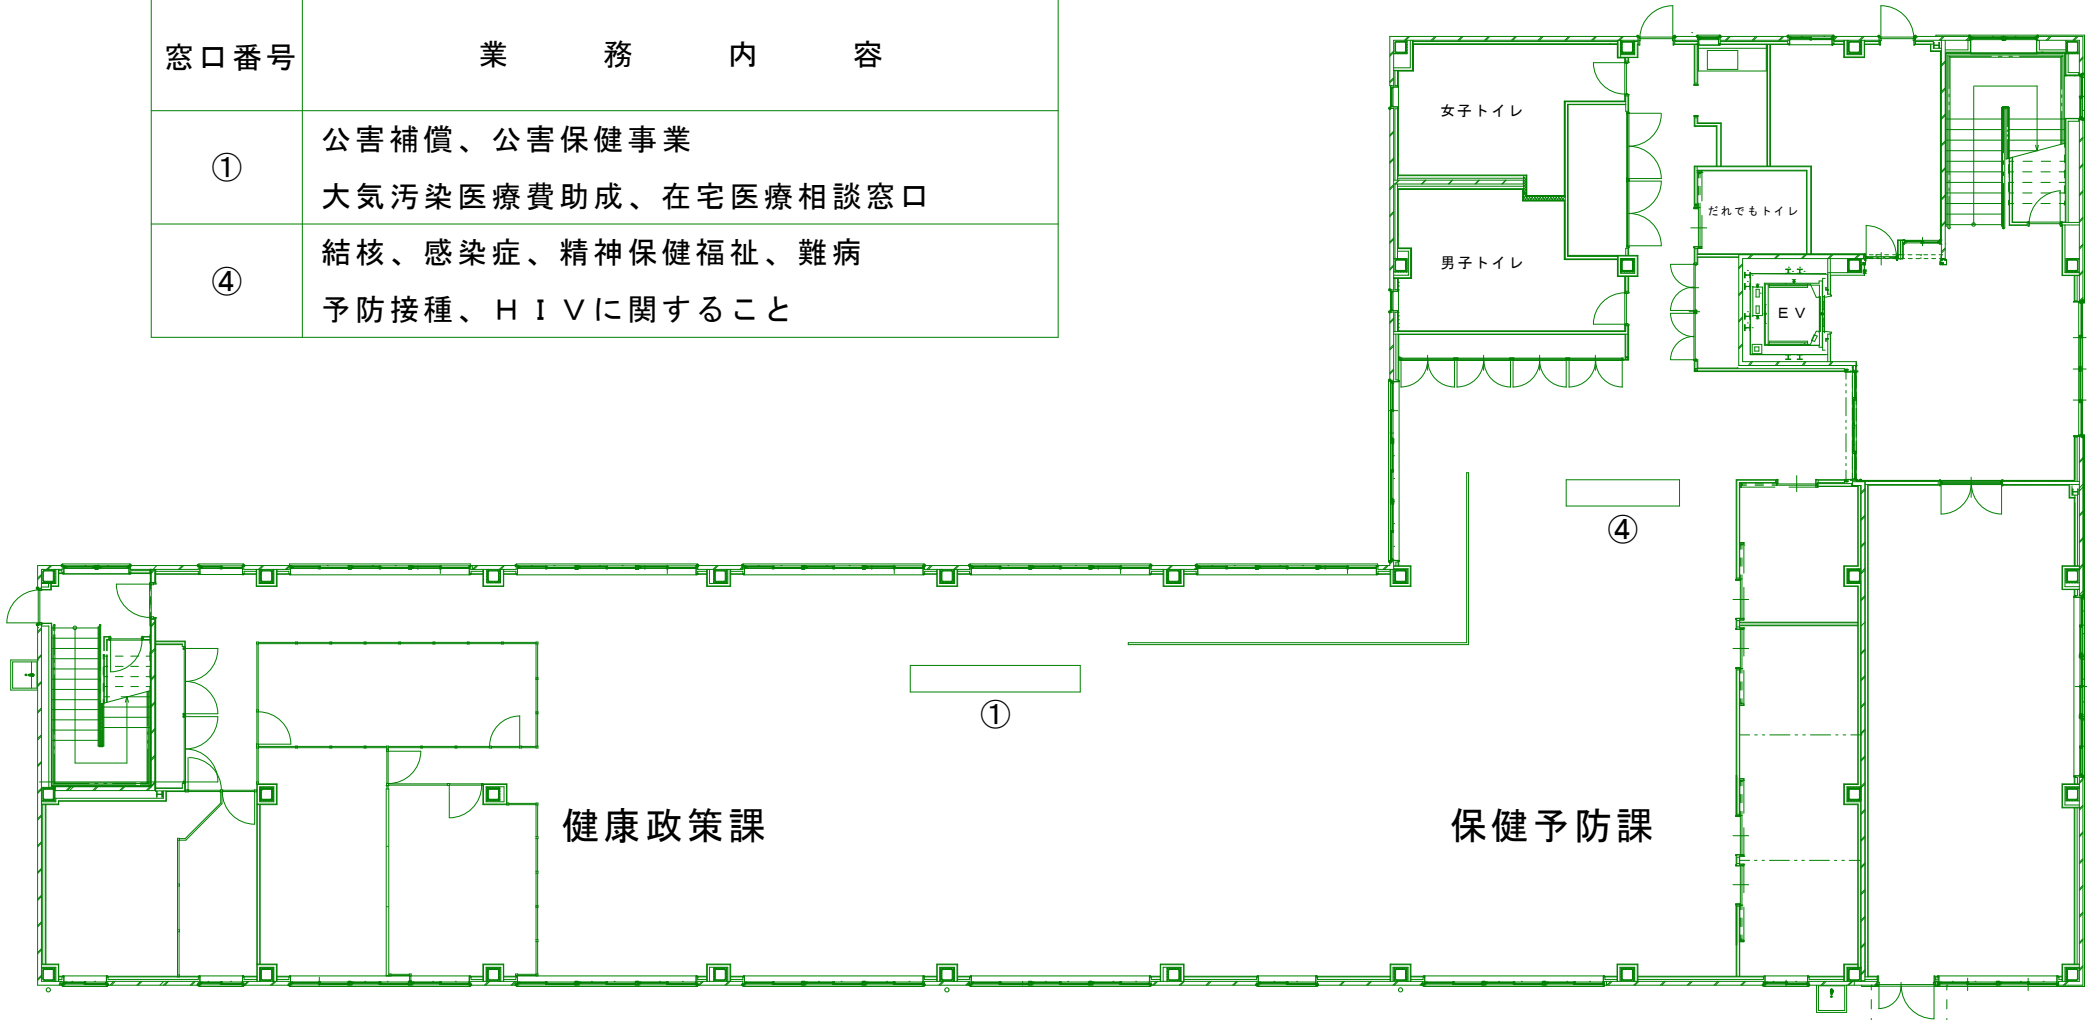 窓口番号 業務内容
①
公害補償、公害保健事業
大気汚染医療費助成、在宅医療相談窓口
④
結核、感染症、精神保健福祉、難病
予防接種、ＨＩＶに関すること
女子トイレ
だれでもトイレ
男子トイレ
ＥＶ
④
①
健康政策課
保健予防課